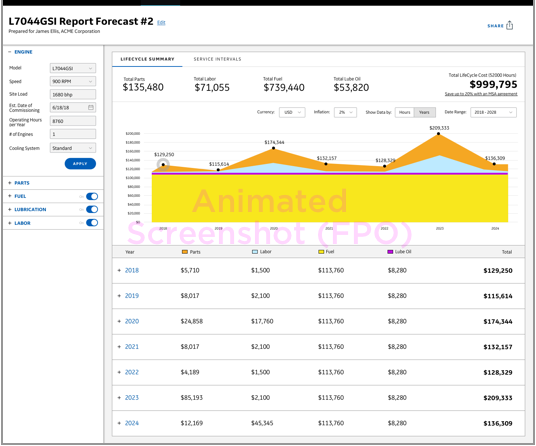 L7044GSI Report Forecast #2 Edit
Prepared for James Ellis, ACME Corporation
SHARE
ENGINE
Model: L7044GSI
Speed 900 RPM
Site Load 1680 bhp
Est. Date of Commissioning 6/18/18
Operating Hours per Year 8760
# of Engines 1
Cooling System Standard
APPLY
+ PARTS
+ FUEL
+ LUBRICATION
+ LABOR
LIFECYCLE SUMMARY SERVICE INTERVALS
Total Parts Total Labor Total Fuel Total Lube Oil Total LifeCycle Cost (52000 Hours)
$135,480 $71,055 $739,440 $53,820 $999,795
Save up to 20% with an MSA agreement
Currency: USD Inflation: 2% Show Data by: Hours Years Date Range: 2018 - 2028
$200,000
$180,000
$160,000
$140,000
$120,000
$100,000
$80,000
$60,000
$40,000
$20,000
$0
$129,250 $115,614 $174,344 $132,157 $128,329 $209,333 $136,309
2018 2019 2020 2021 2022 2023 2024
Animated
Screenshot (FPO)
Year Parts Labor Fuel Lube Oil Total
+ 2018 $5,710 $1,500 $113,760 $8,280 $129,250
+ 2019 $8,017 $2,100 $113,760 $8,280 $115,614
+ 2020 $24,858 $17,760 $113,760 $8,280 $174,344
+ 2021 $8,017 $2,100 $113,760 $8,280 $132,157
+ 2022 $4,189 $1,500 $113,760 $8,280 $128,329
+ 2023 $85,193 $2,100 $113,760 $8,280 $209,333
+ 2024 $12,169 $45,345 $113,760 $8,280 $136,309